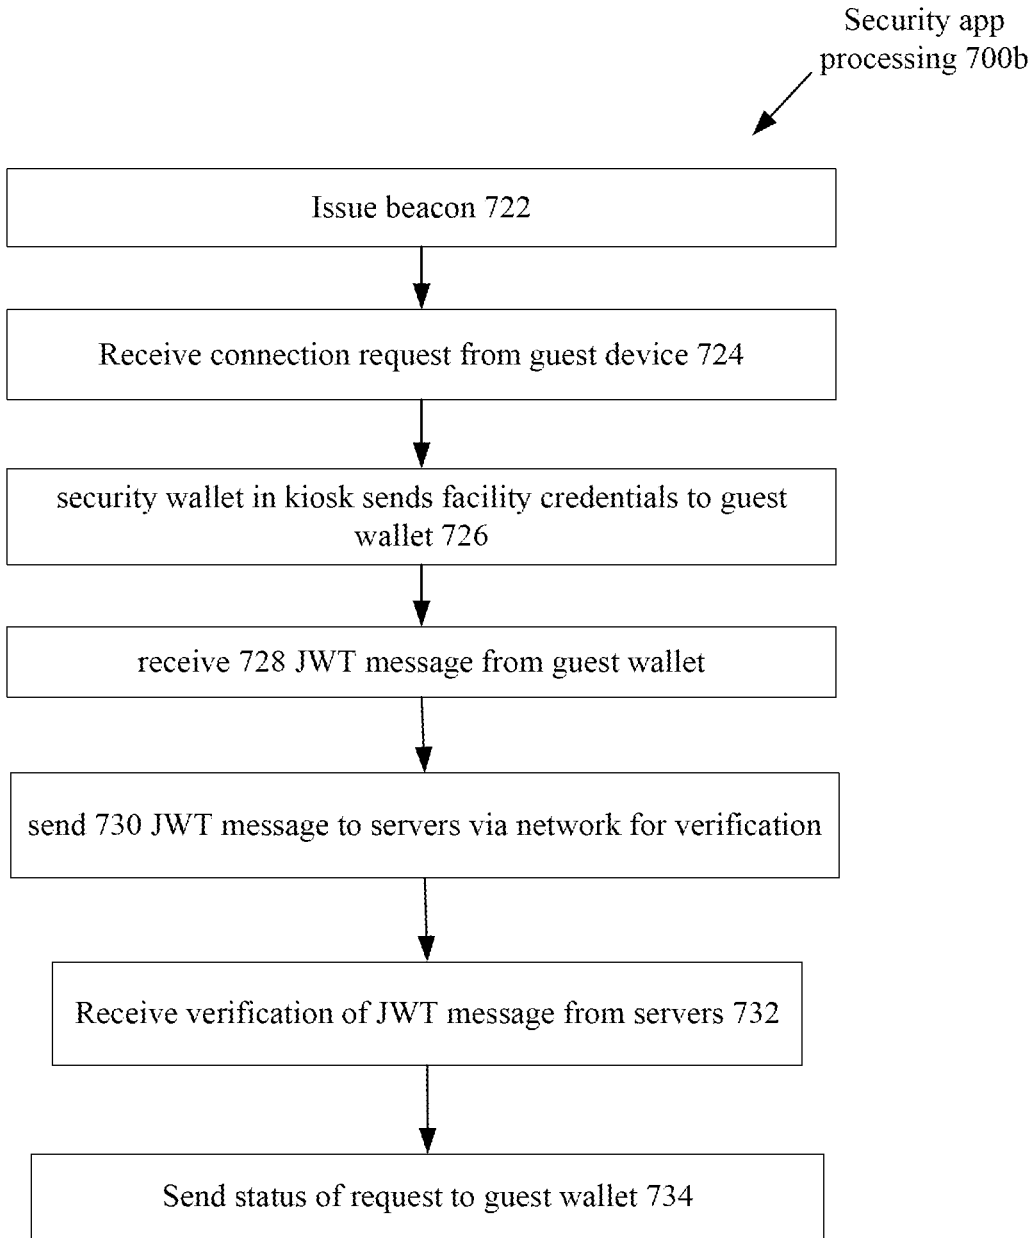 Security app
processing 700b
Issue beacon 722
Receive connection request from guest device 724
security wallet in kiosk sends facility credentials to guest
wallet 726
receive 728 JWT message from guest wallet
send 730 JWT message to servers via network for verification
Receive verification of JWT message from servers 732
Send status of request to guest wallet 734